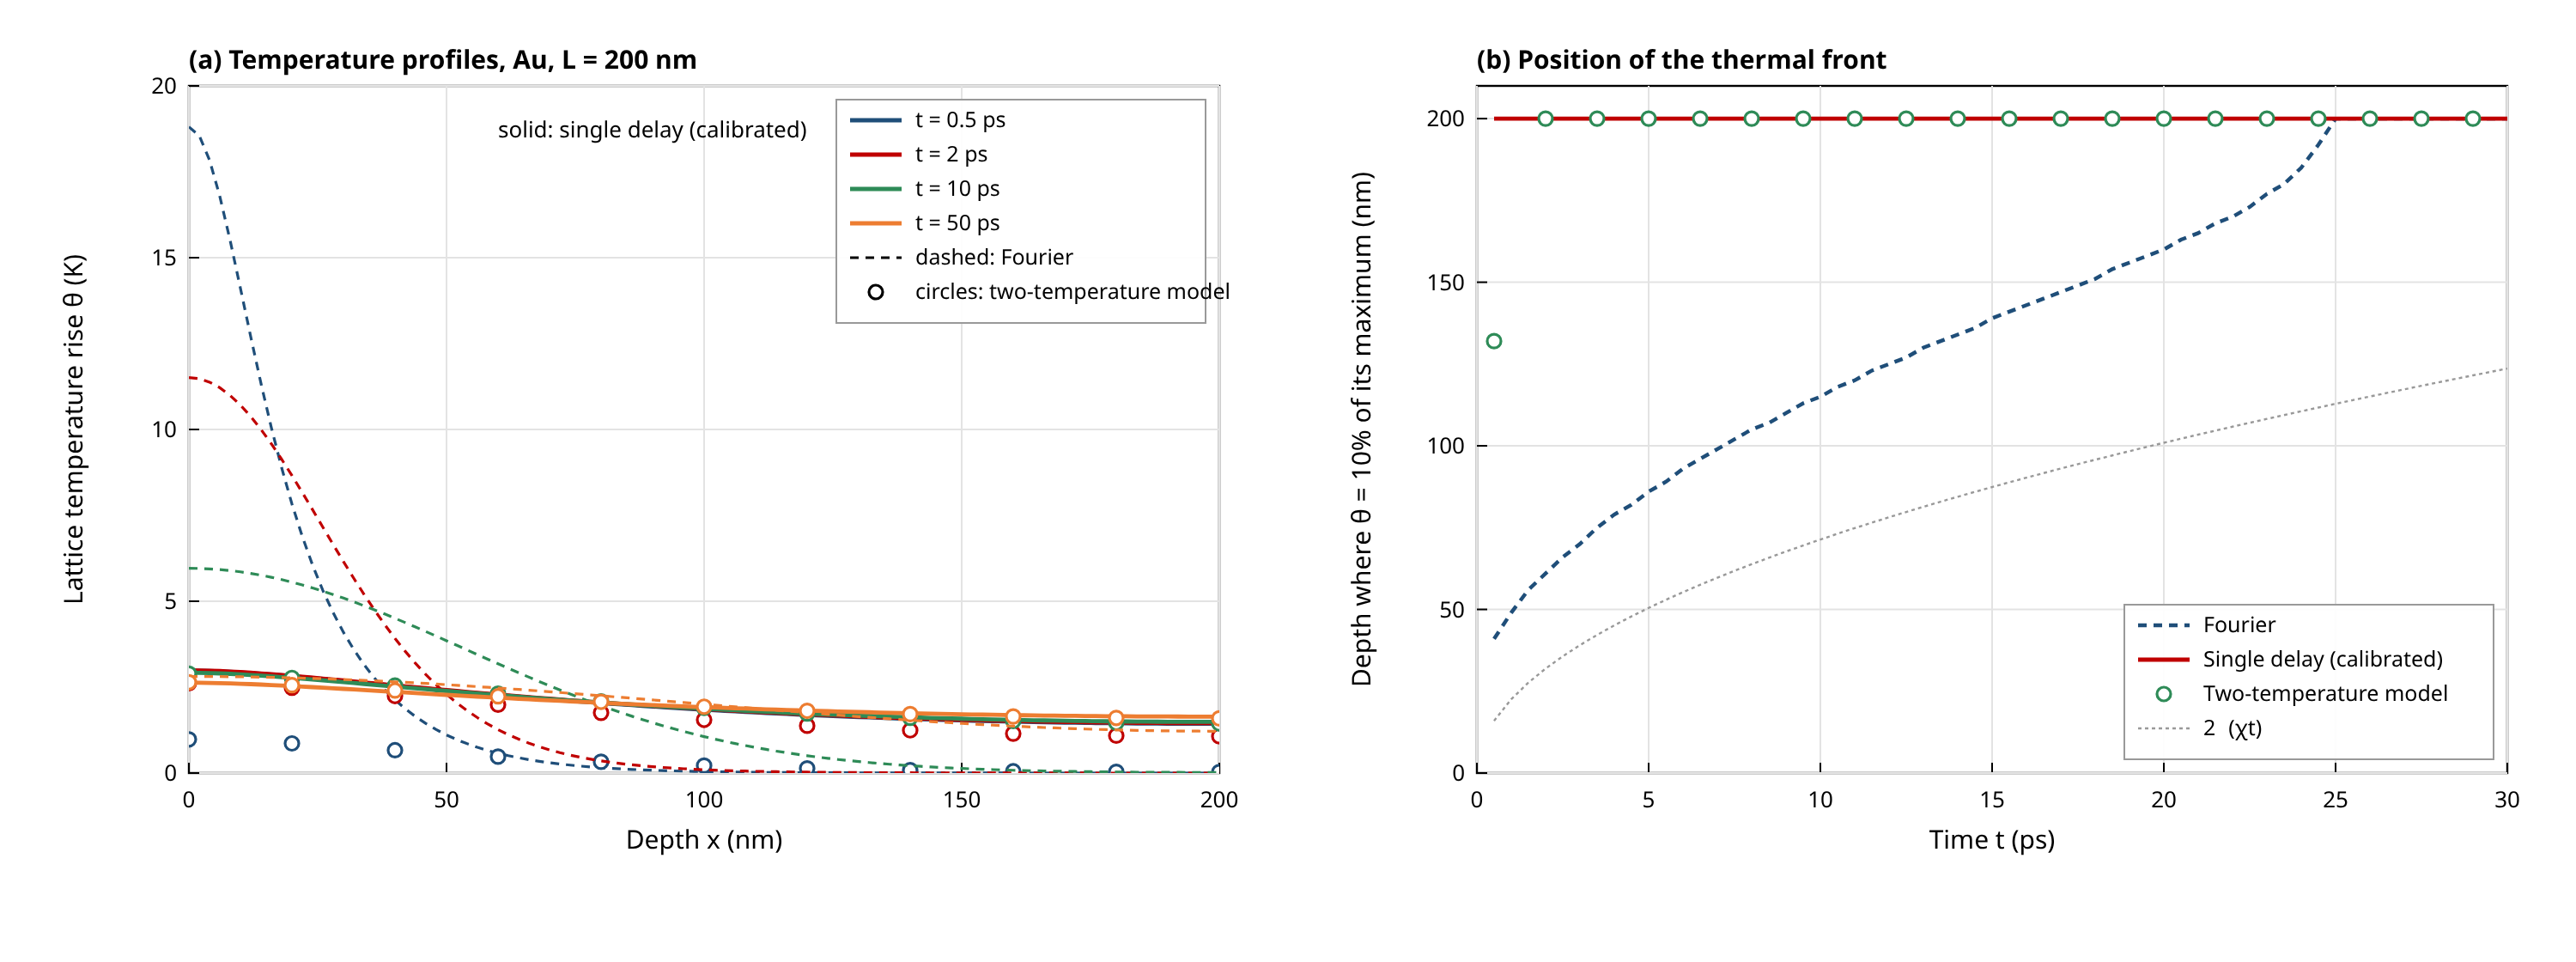 (a) Temperature profiles, Au, L = 200 nm
20
15
10
5
0
Lattice temperature rise θ (K)
solid: single delay (calibrated)
t = 0.5 ps
t = 2 ps
t = 10 ps
t = 50 ps
dashed: Fourier
circles: two-temperature model
0 50 100 150 200
Depth x (nm)
(b) Position of the thermal front
200
150
100
50
0
Depth where θ = 10% of its maximum (nm)
Fourier
Single delay (calibrated)
Two-temperature model
2 (χt)
0 5 10 15 20 25 30
Time t (ps)